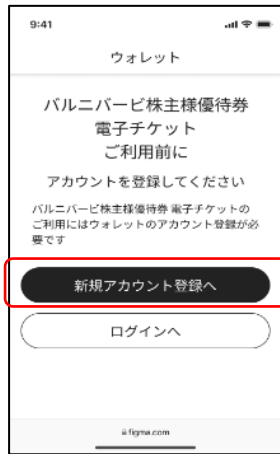 9:41
ウォレット
バルニバービ株主様優待券
電子チケット
ご利用前に
アカウントを登録してください
バルニバービ株主様優待券 電子チケットの
ご利用にはウォレットのアカウント登録が必
要です
新規アカウント登録へ
ログインへ
figma.com